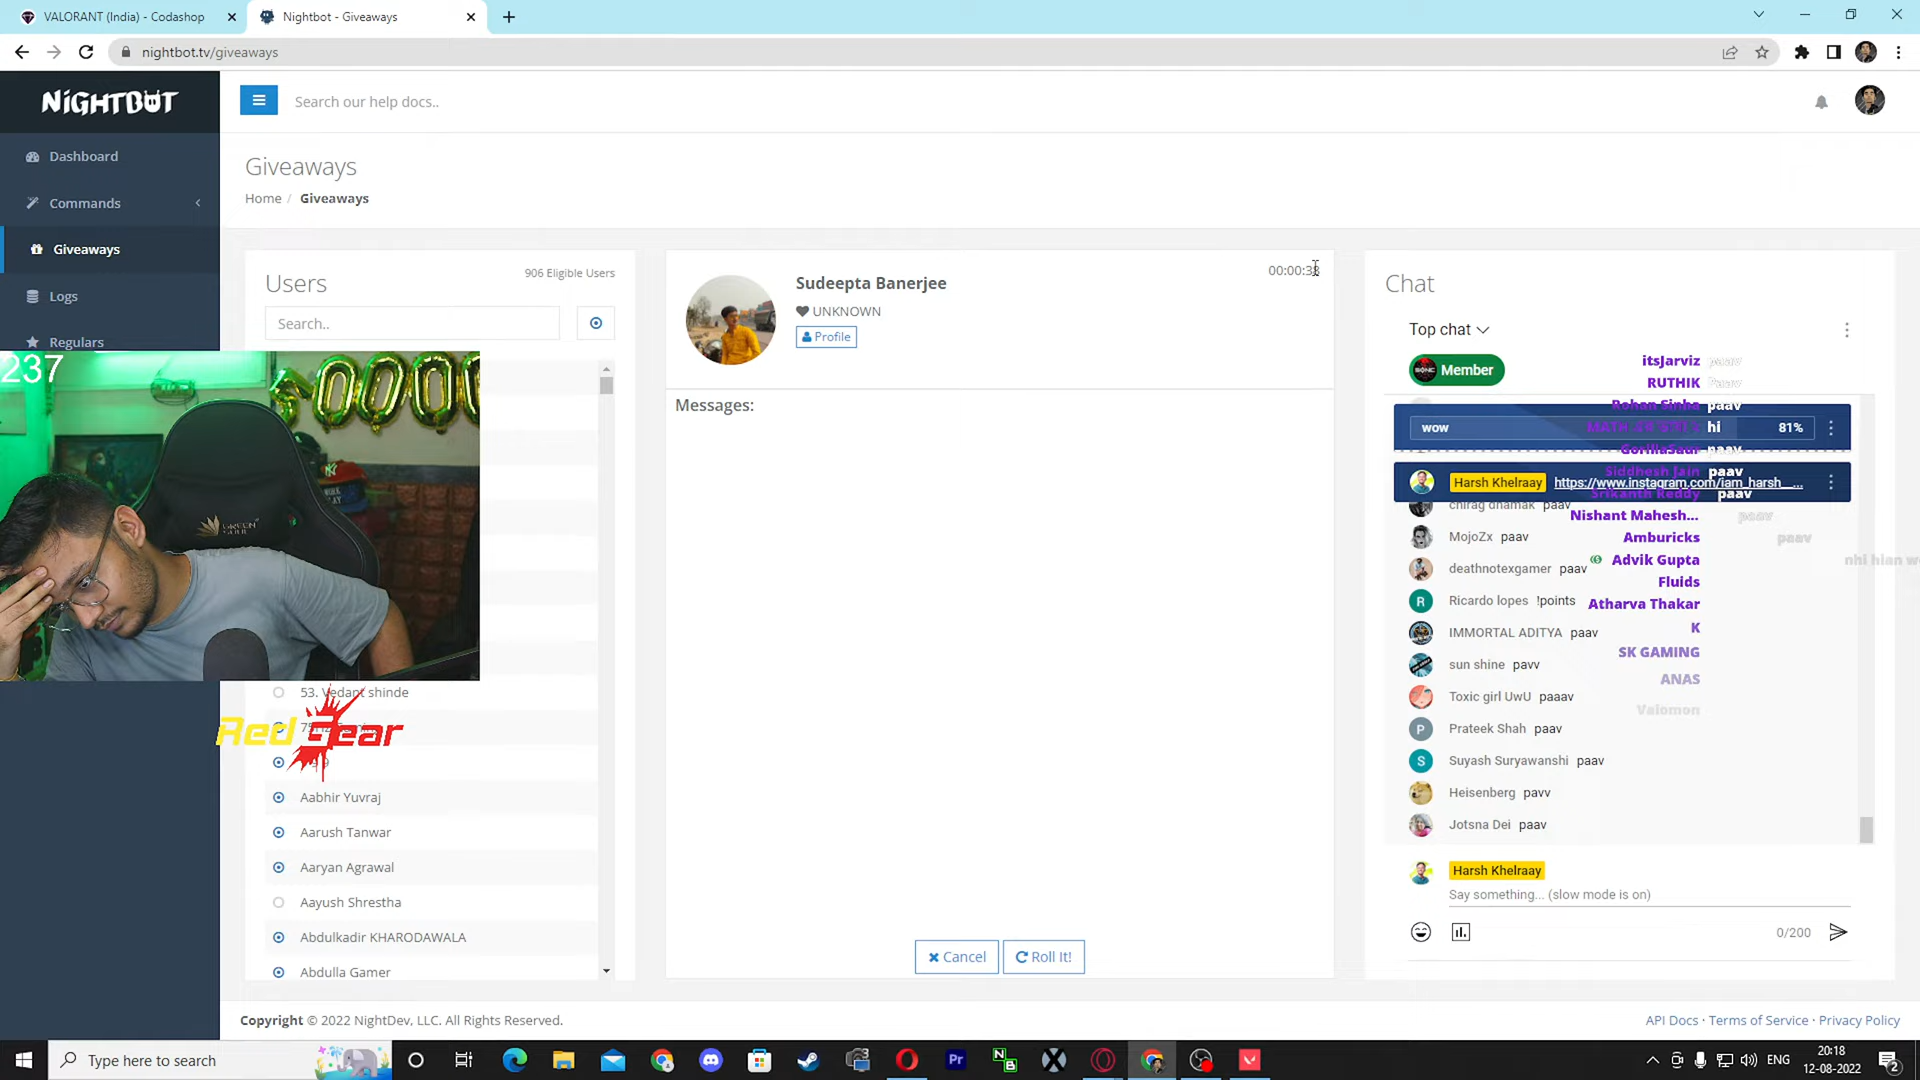 VALORANT (India) - Codashop
Nightbot - Giveaways
nightbot.tv/giveaways
NIGHTBOT
Search our help docs..
Dashboard
Commands
Giveaways
Logs
Regulars
Giveaways
Home / Giveaways
Users
906 Eligible Users
Search..
237
53. Vedant shinde
Red Gear
Aabhir Yuvraj
Aarush Tanwar
Aaryan Agrawal
Aayush Shrestha
Abdulkadir KHARODAWALA
Abdulla Gamer
Sudeepta Banerjee
UNKNOWN
Profile
Messages:
Cancel
Roll It!
Chat
Top chat
Member
wow 81%
Harsh Khelraay https://www.instagram.com/iam_harsh__...
chirag dhamak paav
MojoZx paav
deathnotexgamer paav
Ricardo lopes !points
IMMORTAL ADITYA paav
sun shine pavv
Toxic girl UwU paaav
Prateek Shah paav
Suyash Suryawanshi paav
Heisenberg pavv
Jotsna Dei paav
Harsh Khelraay
Say something... (slow mode is on)
0/200
itsJarviz paav
RUTHIK Paav
Rohan Sinha paav
hi
GorillaSaur paav
Siddhesh Jain paav
Srikanth Reddy paav
Nishant Mahesh... paav
Amburicks paav
Advik Gupta
Fluids
Atharva Thakar
K
SK GAMING
ANAS
Valomon
Copyright © 2022 NightDev, LLC. All Rights Reserved.
API Docs · Terms of Service · Privacy Policy
Type here to search
ENG
20:18
12-08-2022
2